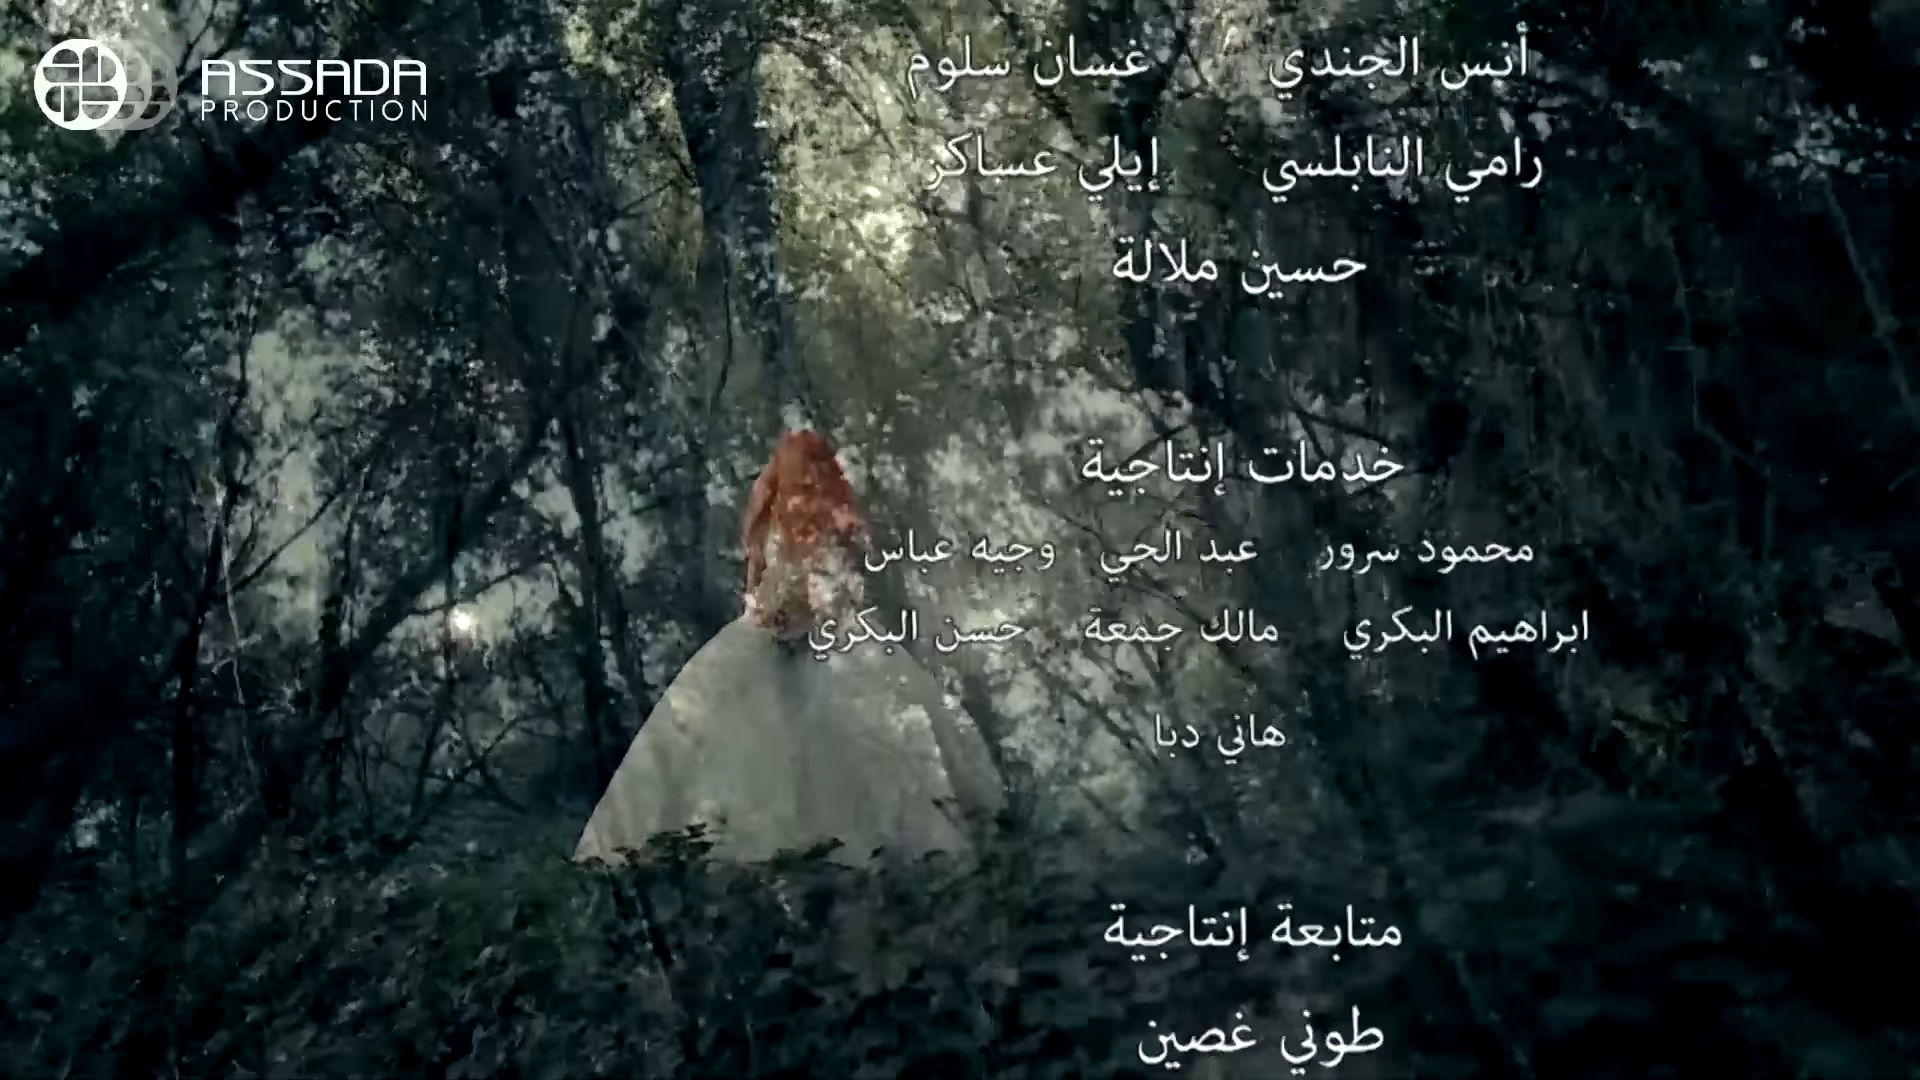 ASSADA
PRODUCTION
أنس الجندي غسان سلوم
رامي النابلسي إيلي عساكر
حسين ملالة
خدمات إنتاجية
محمود سرور عبد الحي وجيه عباس
ابراهيم البكري مالك جمعة حسن البكري
هاني دبا
متابعة إنتاجية
طوني غصين